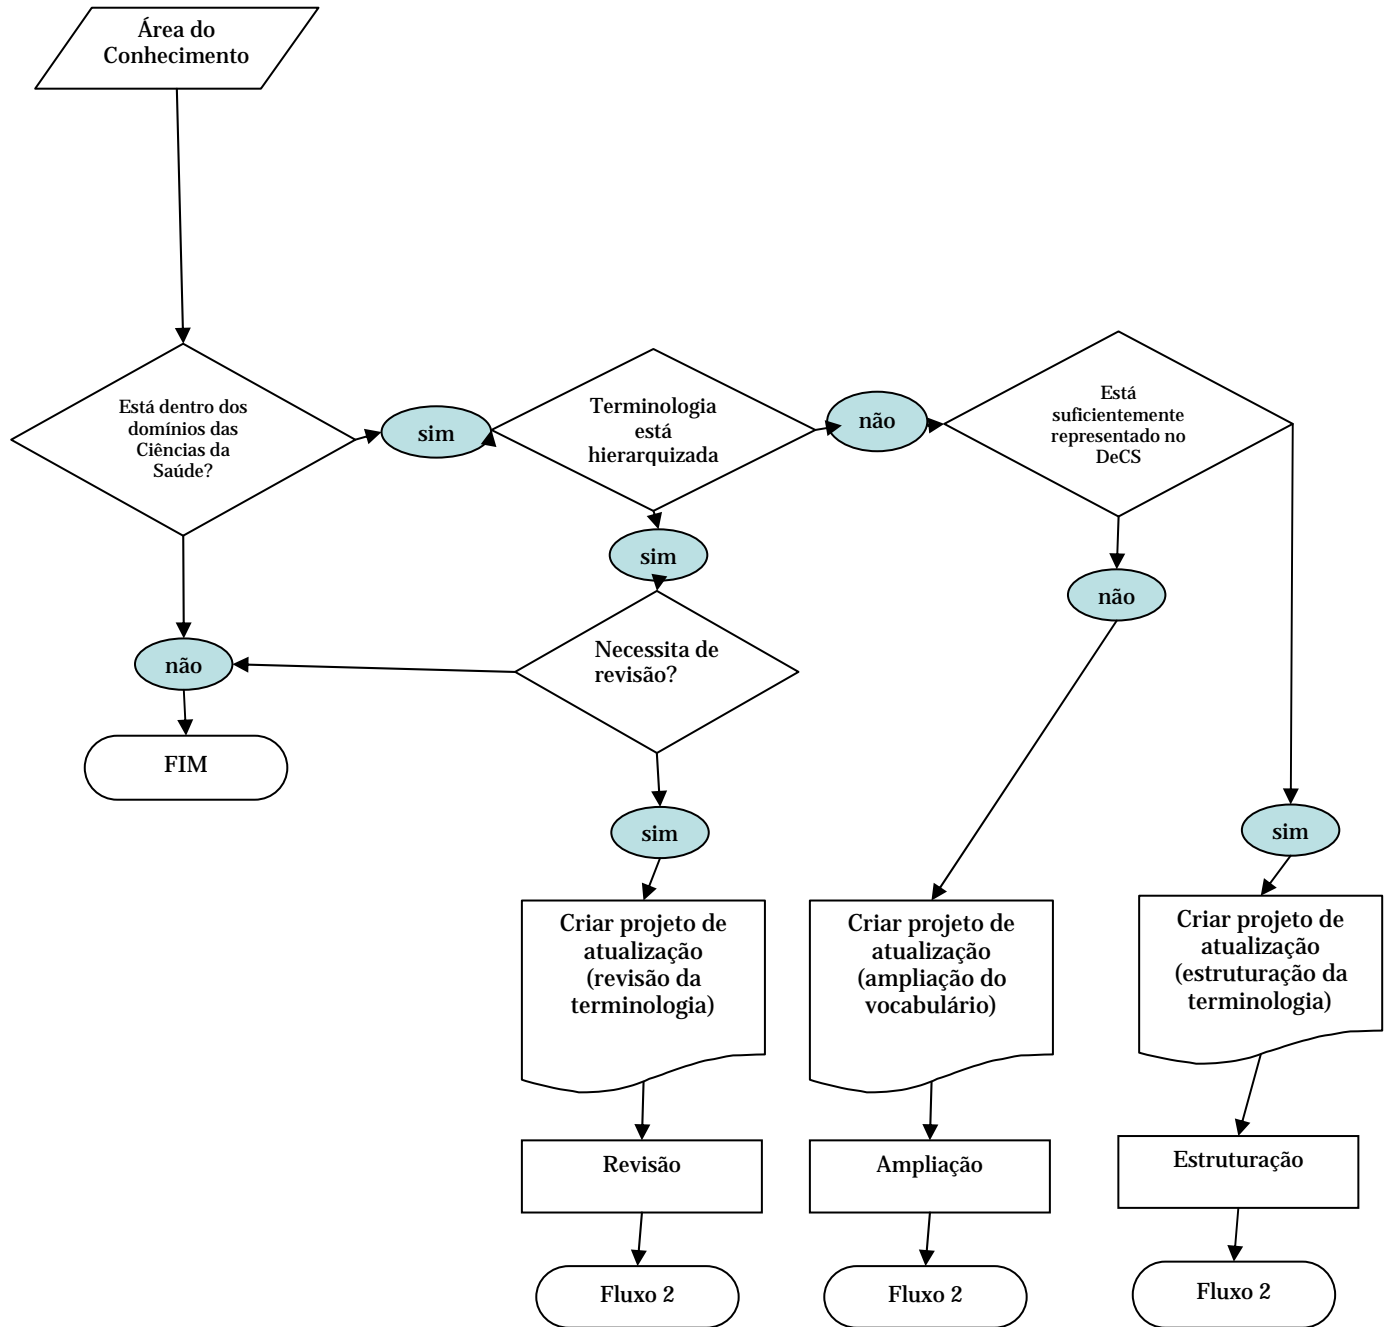 Área do
Conhecimento
Está dentro dos
domínios das
Ciências da
Saúde?
sim
Terminologia
está
hierarquizada
não
Está
suficientemente
representado no
DeCS
sim
não
Necessita de
revisão?
não
FIM
sim
sim
Criar projeto de
atualização
(revisão da
terminologia)
Criar projeto de
atualização
(ampliação do
vocabulário)
Criar projeto de
atualização
(estruturação da
terminologia)
Revisão
Ampliação
Estruturação
Fluxo 2
Fluxo 2
Fluxo 2